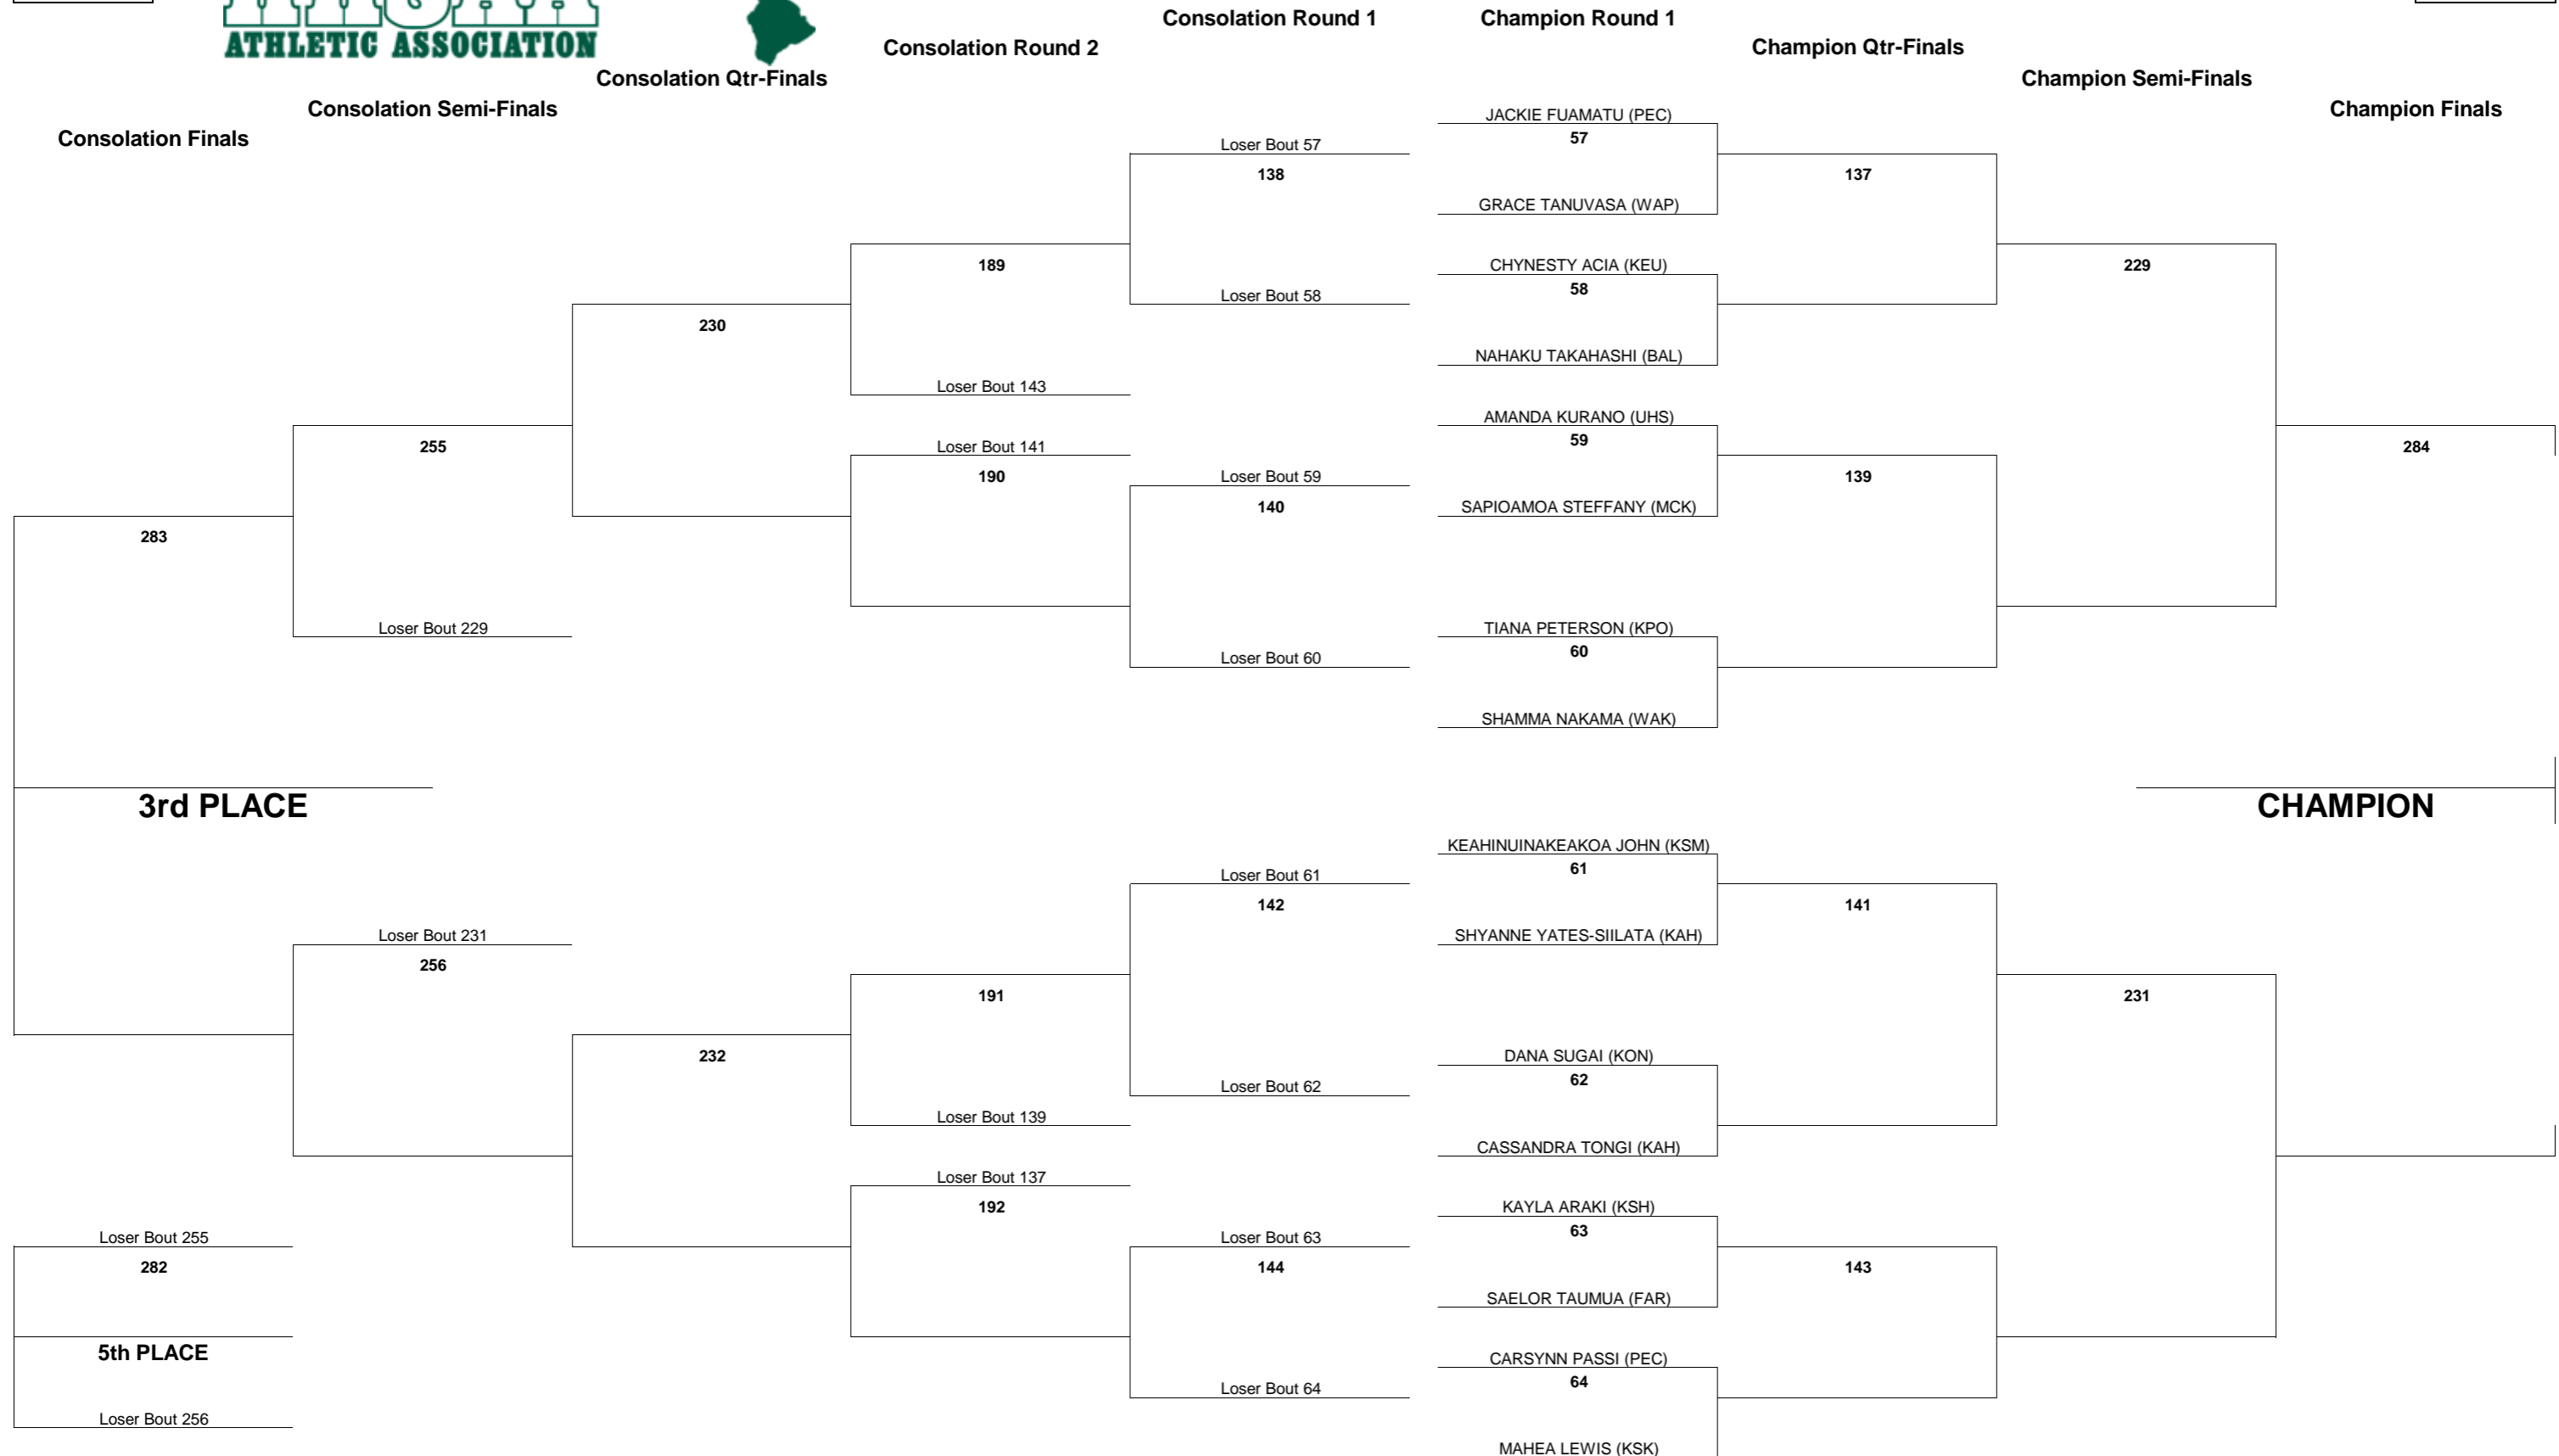 ATHLETIC ASSOCIATION
Consolation Round 1
Champion Round 1
Consolation Round 2
Champion Qtr-Finals
Consolation Qtr-Finals
Champion Semi-Finals
Consolation Semi-Finals
Champion Finals
Consolation Finals
JACKIE FUAMATU (PEC)
57
Loser Bout 57
138
137
GRACE TANUVASA (WAP)
189
CHYNESTY ACIA (KEU)
229
58
Loser Bout 58
230
NAHAKU TAKAHASHI (BAL)
Loser Bout 143
AMANDA KURANO (UHS)
59
255
Loser Bout 141
284
190
Loser Bout 59
139
140
SAPIOAMOA STEFFANY (MCK)
283
Loser Bout 229
TIANA PETERSON (KPO)
60
Loser Bout 60
SHAMMA NAKAMA (WAK)
3rd PLACE
CHAMPION
KEAHINUINAKEAKOA JOHN (KSM)
61
Loser Bout 61
142
141
Loser Bout 231
SHYANNE YATES-SIILATA (KAH)
256
191
231
232
DANA SUGAI (KON)
62
Loser Bout 62
Loser Bout 139
CASSANDRA TONGI (KAH)
Loser Bout 137
192
KAYLA ARAKI (KSH)
63
Loser Bout 255
Loser Bout 63
282
144
143
SAELOR TAUMUA (FAR)
5th PLACE
CARSYNN PASSI (PEC)
64
Loser Bout 64
Loser Bout 256
MAHEA LEWIS (KSK)